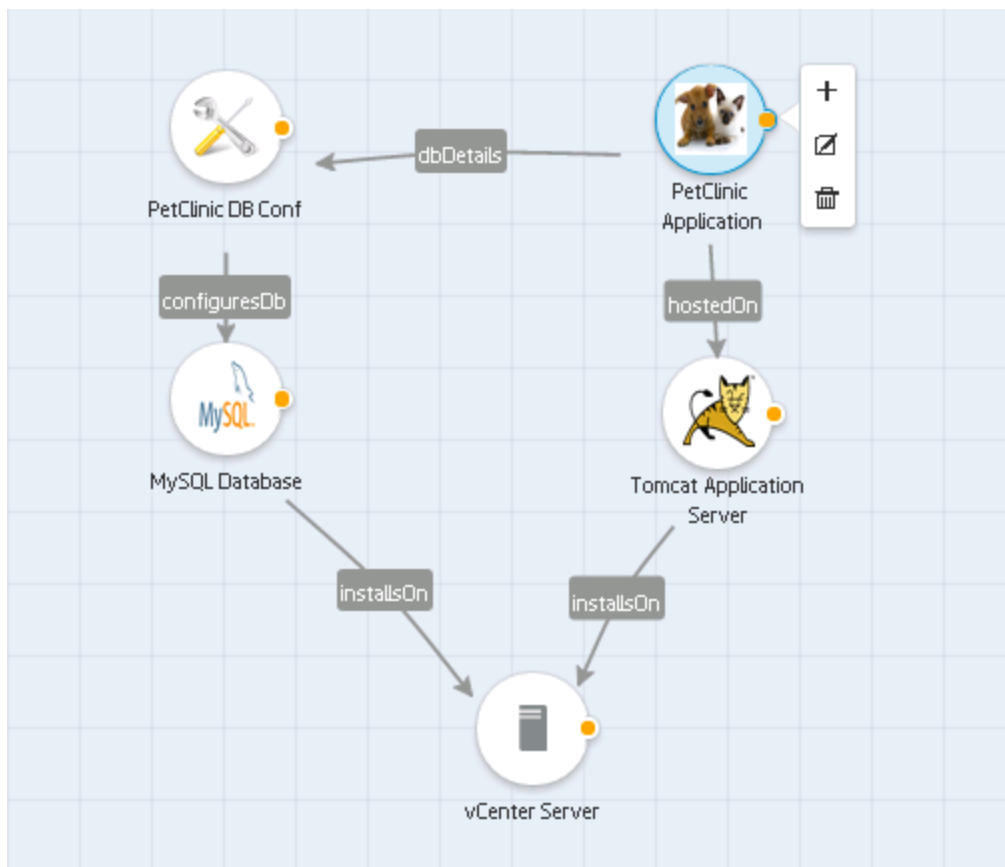 dbDetails
PetClinic DB Conf
PetClinic
Application
configuresDb
hostedOn
MySQL
MySQL Database
Tomcat Application
Server
installsOn
installsOn
vCenter Server